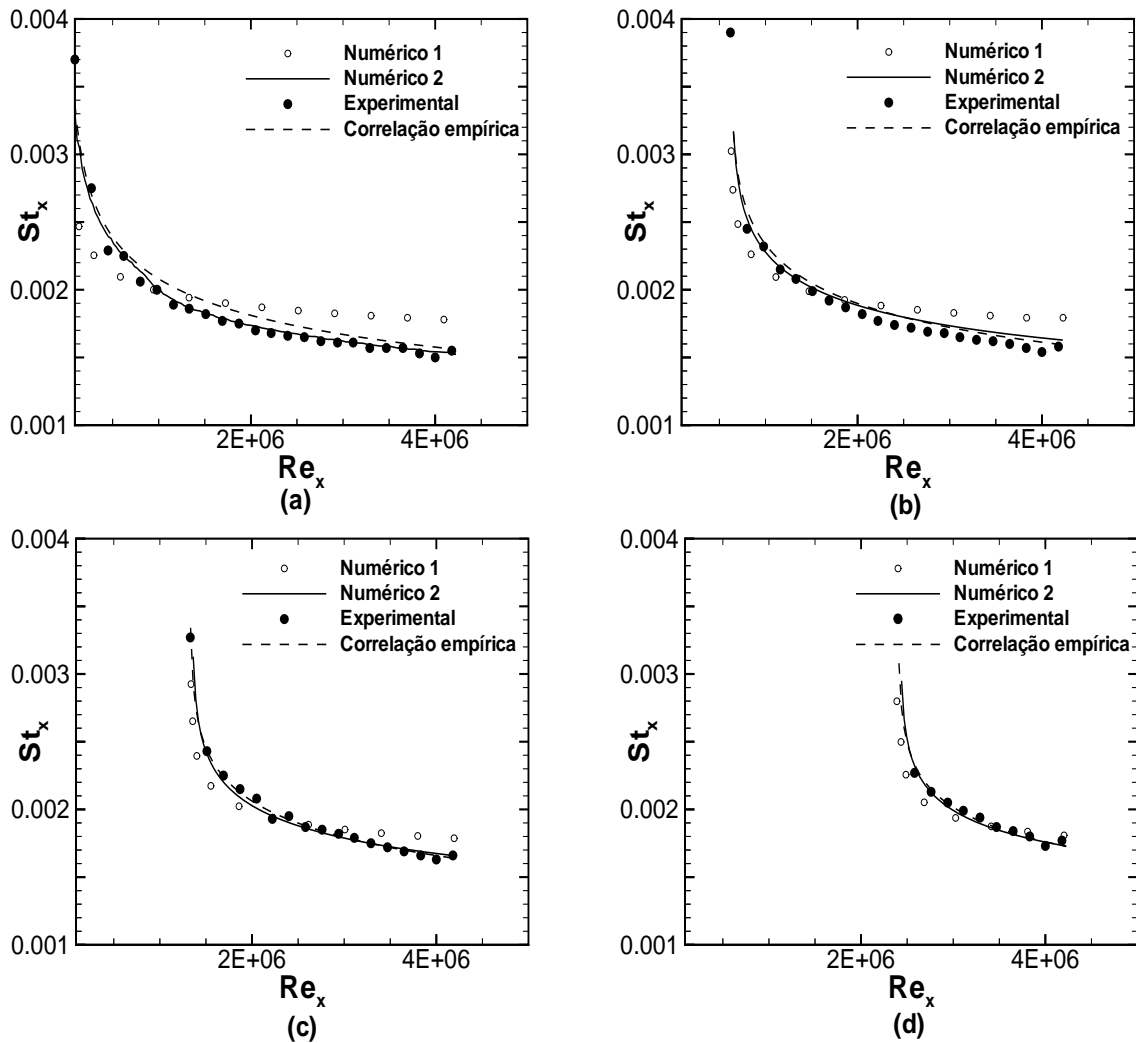 0.004
0.003
0.002
0.001
St_x
Numérico 1
Numérico 2
Experimental
Correlação empírica
2E+06 4E+06
Re_x
(a)
0.004
0.003
0.002
0.001
St_x
Numérico 1
Numérico 2
Experimental
Correlação empírica
2E+06 4E+06
Re_x
(b)
0.004
0.003
0.002
0.001
St_x
Numérico 1
Numérico 2
Experimental
Correlação empírica
2E+06 4E+06
Re_x
(c)
0.004
0.003
0.002
0.001
St_x
Numérico 1
Numérico 2
Experimental
Correlação empírica
2E+06 4E+06
Re_x
(d)